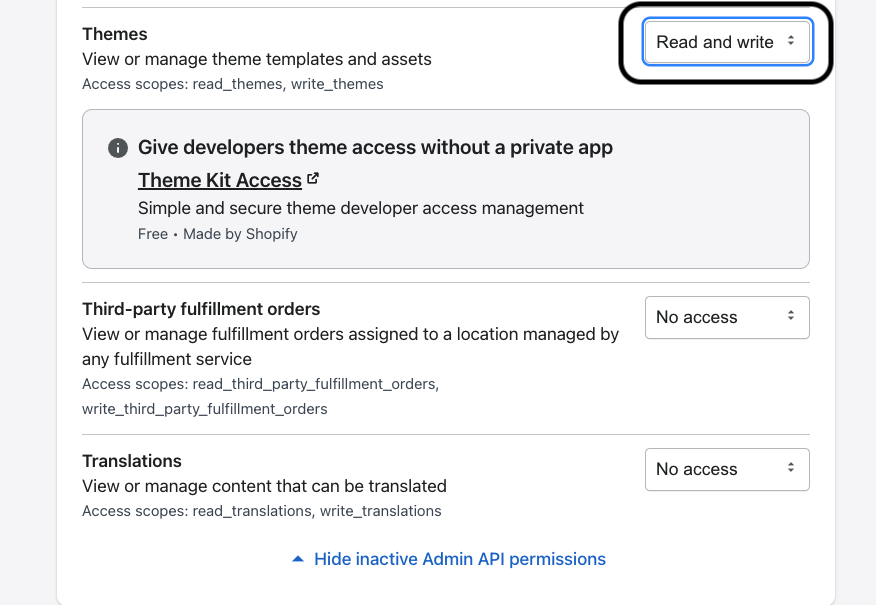 Themes
Read and write
View or manage theme templates and assets
Access scopes: read_themes, write_themes
Give developers theme access without a private app
Theme Kit Access
Simple and secure theme developer access management
Free • Made by Shopify
Third-party fulfillment orders
No access
View or manage fulfillment orders assigned to a location managed by
any fulfillment service
Access scopes: read_third_party_fulfillment_orders,
write_third_party_fulfillment_orders
Translations
No access
View or manage content that can be translated
Access scopes: read_translations, write_translations
Hide inactive Admin API permissions